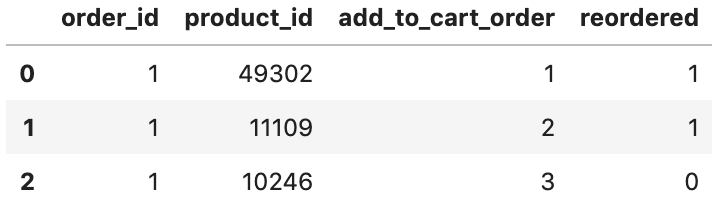 order_id product_id add_to_cart_order reordered
0 1 49302 1 1
1 1 11109 2 1
2 1 10246 3 0